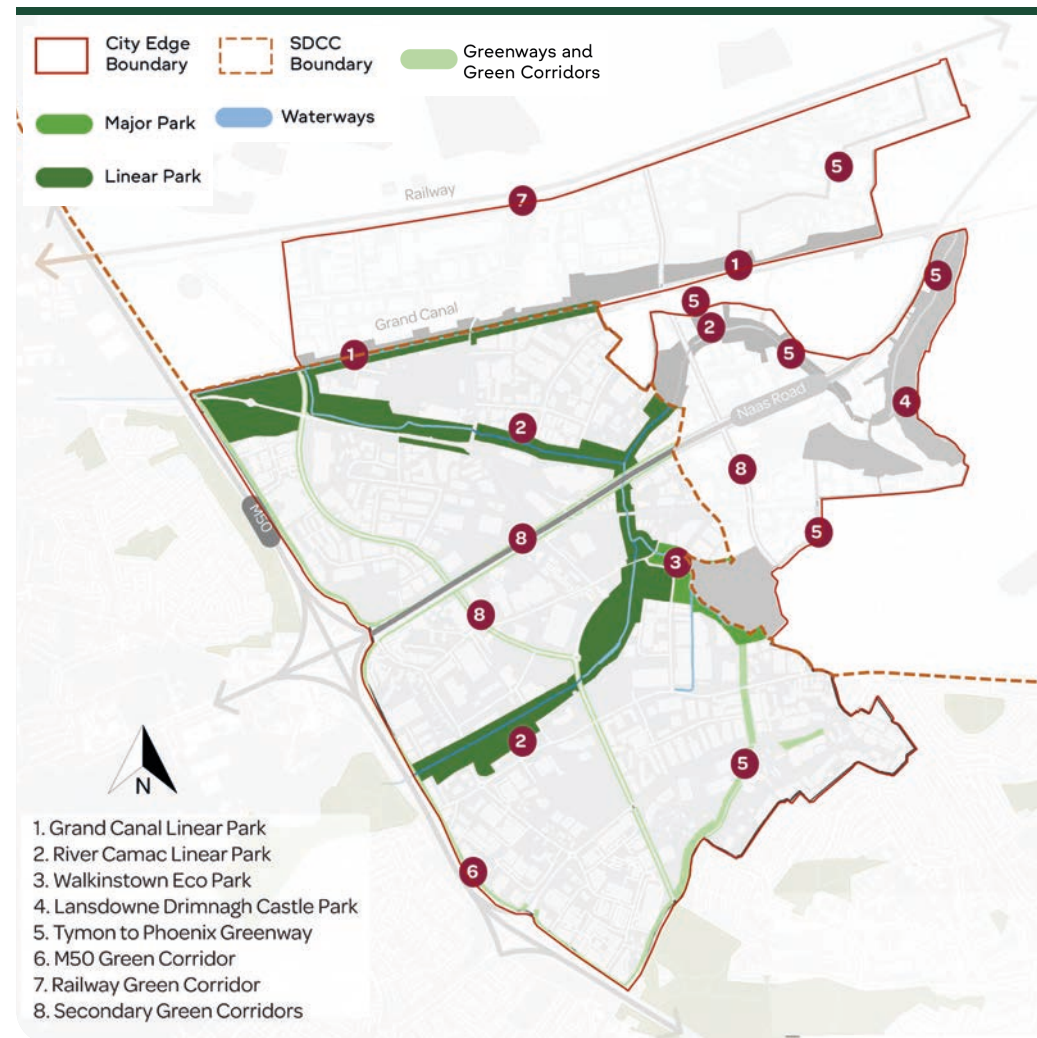 City Edge
Boundary
SDCC
Boundary
Greenways and
Green Corridors
Major Park
Waterways
Linear Park
Railway
7
5
1
Grand Canal
5
5
2
1
5
Naas Road
4
2
8
M50
8
5
3
8
2
5
6
N
1. Grand Canal Linear Park
2. River Camac Linear Park
3. Walkinstown Eco Park
4. Lansdowne Drimnagh Castle Park
5. Tymon to Phoenix Greenway
6. M50 Green Corridor
7. Railway Green Corridor
8. Secondary Green Corridors